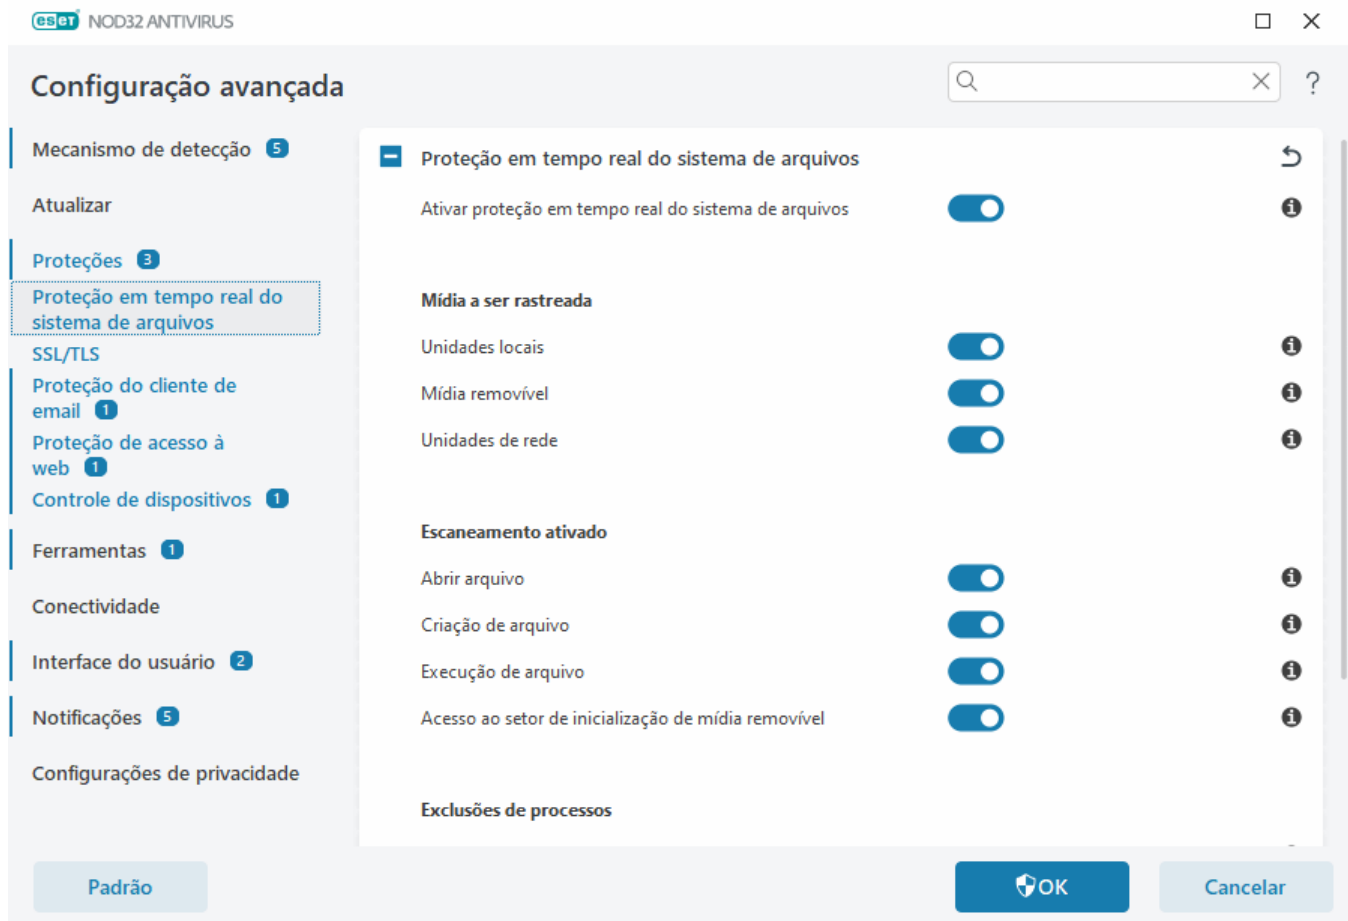 eset NOD32 ANTIVIRUS
Configuração avançada
?
Mecanismo de detecção 5
Atualizar
Proteções 3
Proteção em tempo real do
sistema de arquivos
SSL/TLS
Proteção do cliente de
email 1
Proteção de acesso à
web 1
Controle de dispositivos 1
Ferramentas 1
Conectividade
Interface do usuário 2
Notificações 5
Configurações de privacidade
Proteção em tempo real do sistema de arquivos
Ativar proteção em tempo real do sistema de arquivos
Mídia a ser rastreada
Unidades locais
Mídia removível
Unidades de rede
Escaneamento ativado
Abrir arquivo
Criação de arquivo
Execução de arquivo
Acesso ao setor de inicialização de mídia removível
Exclusões de processos
Padrão
OK
Cancelar